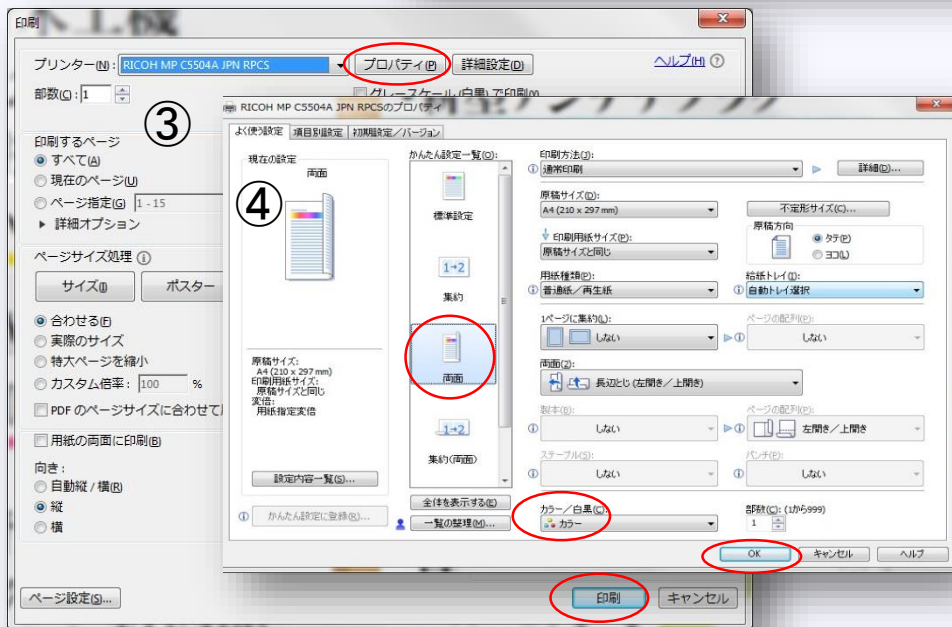 印刷
プリンター(N): RICOH MP C5504A JPN RPCS プロパティ(P) 詳細設定(D) ヘルプ(H)
部数(C): 1 グレースケール (白黒) で印刷(Y)
③
印刷するページ
すべて(A)
現在のページ(U)
ページ指定(G) 1 - 15
詳細オプション
ページサイズ処理
サイズ(I) ポスター
合わせる(F)
実際のサイズ
特大ページを縮小
カスタム倍率: 100 %
PDF のページサイズに合わせて
用紙の両面に印刷(B)
向き:
自動縦 / 横(R)
縦
横
ページ設定(S)... 印刷 キャンセル
RICOH MP C5504A JPN RPCSのプロパティ
よく使う設定 項目別設定 初期設定/バージョン
現在の設定
両面
④
原稿サイズ:
A4 (210 x 297 mm)
印刷用紙サイズ:
原稿サイズと同じ
変倍:
用紙指定変倍
設定内容一覧(S)...
かんたん設定に登録(R)...
かんたん設定一覧(O):
標準設定
1→2
集約
両面
1→2
集約(両面)
全体を表示する(E)
一覧の整理(M)...
印刷方法(J):
通常印刷 詳細(D)...
原稿サイズ(D):
A4 (210 x 297 mm) 不定形サイズ(C)...
印刷用紙サイズ(P): 原稿方向
原稿サイズと同じ タテ(P)
ヨコ(L)
用紙種類(P): 給紙トレイ(I):
普通紙/再生紙 自動トレイ選択
1ページに集約(L): ページの配列(P):
しない しない
両面(2):
長辺とじ (左開き/上開き)
製本(B): ページの配列(P):
しない 左開き/上開き
ステープル(S): パンチ(P):
しない しない
カラー/白黒(C): 部数(C): (1から999)
カラー 1
OK キャンセル ヘルプ